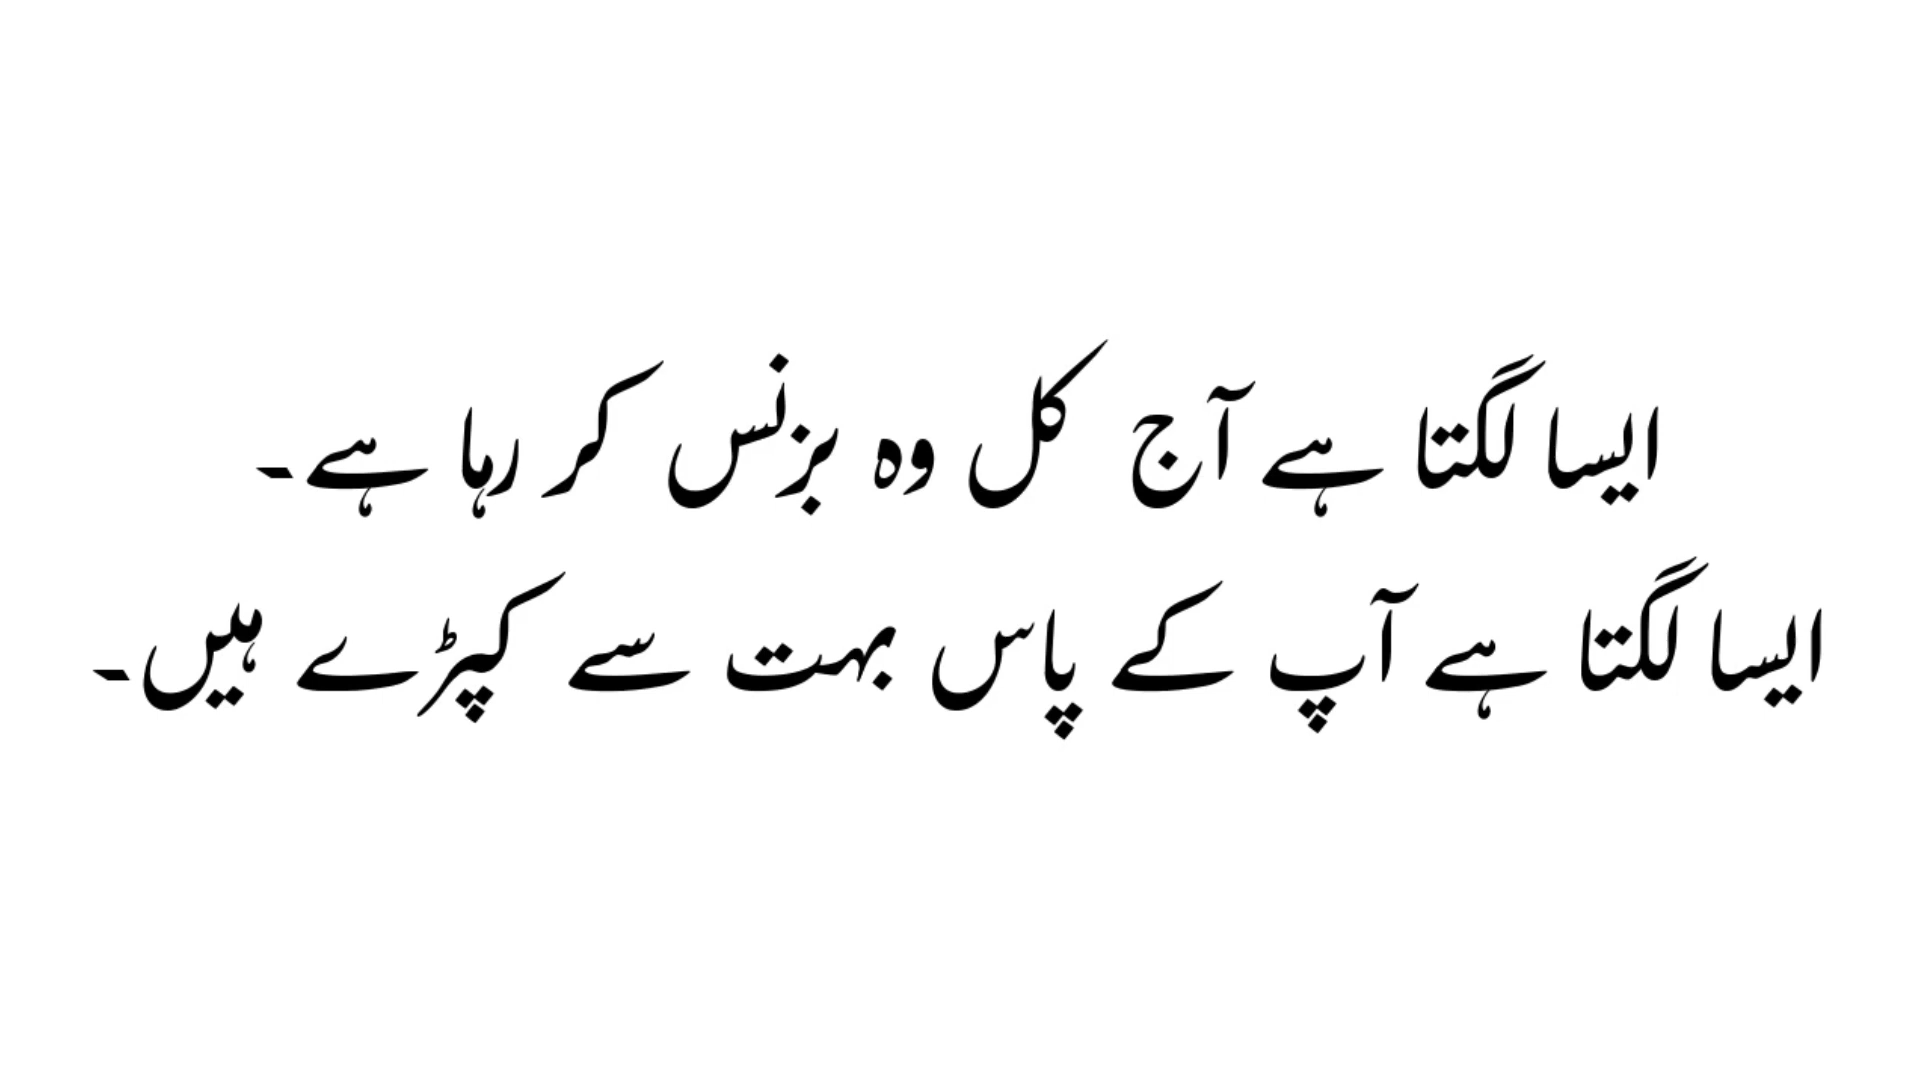 ایسا لگتا ہے آج کل وہ بزنس کر رہا ہے۔
ایسا لگتا ہے آپ کے پاس بہت سے کپڑے ہیں۔